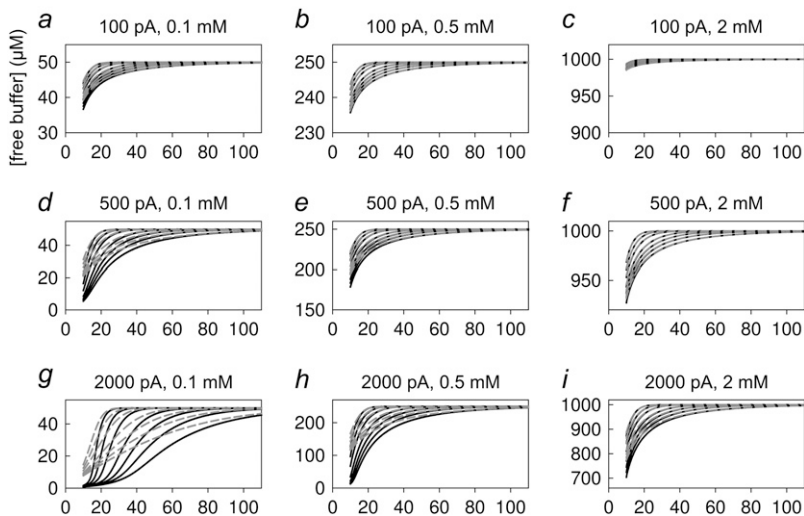 a 100 pA, 0.1 mM
b 100 pA, 0.5 mM
c 100 pA, 2 mM
[free buffer] (μM)
50
40
30
0 20 40 60 80 100
250
240
230
0 20 40 60 80 100
1000
950
900
0 20 40 60 80 100
d 500 pA, 0.1 mM
e 500 pA, 0.5 mM
f 500 pA, 2 mM
40
20
0
0 20 40 60 80 100
250
200
150
0 20 40 60 80 100
1000
950
0 20 40 60 80 100
g 2000 pA, 0.1 mM
h 2000 pA, 0.5 mM
i 2000 pA, 2 mM
40
20
0
0 20 40 60 80 100
200
100
0
0 20 40 60 80 100
1000
900
800
700
0 20 40 60 80 100